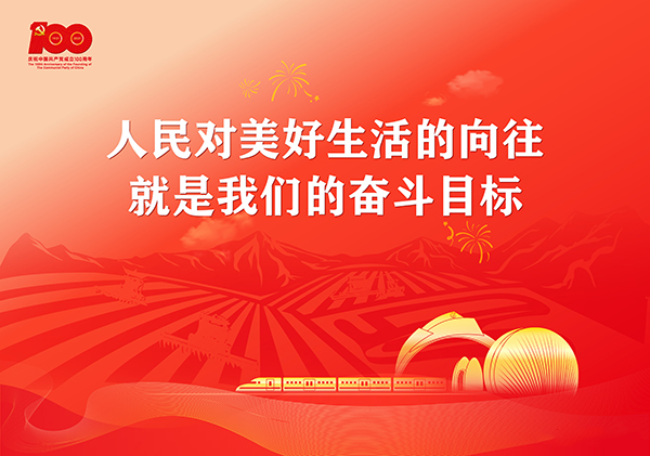 100
庆祝中国共产党成立100周年
The 100th Anniversary of the Founding of
The Communist Party of China
人民对美好生活的向往
就是我们的奋斗目标